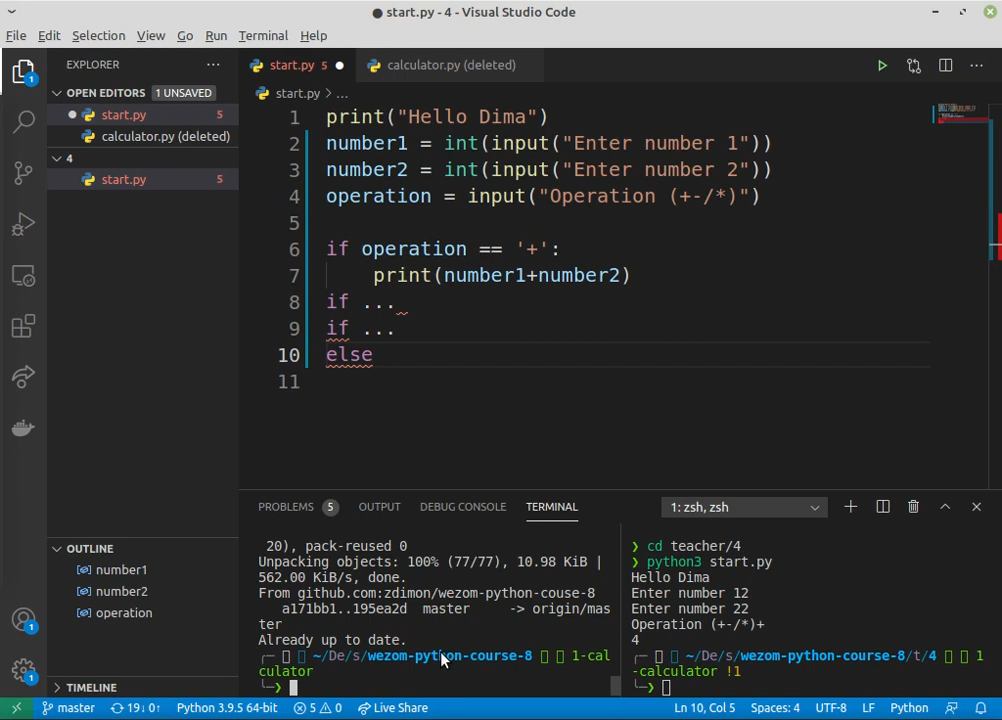 start.py - 4 - Visual Studio Code
File Edit Selection View Go Run Terminal Help
EXPLORER
OPEN EDITORS 1 UNSAVED
start.py 5
calculator.py (deleted)
4
start.py 5
OUTLINE
number1
number2
operation
TIMELINE
1
1
1
start.py 5
calculator.py (deleted)
start.py > ...
1 print("Hello Dima")
2 number1 = int(input("Enter number 1"))
3 number2 = int(input("Enter number 2"))
4 operation = input("Operation (+-/*)")
5
6 if operation == '+':
7 print(number1+number2)
8 if ...
9 if ...
10 else
11
PROBLEMS 5 OUTPUT DEBUG CONSOLE TERMINAL 1: zsh, zsh
20), pack-reused 0
Unpacking objects: 100% (77/77), 10.98 KiB |
562.00 KiB/s, done.
From github.com:zdimon/wezom-python-couse-8
a171bb1..195ea2d master -> origin/mas
ter
Already up to date.
~/De/s/wezom-python-course-8 1-cal
culator
❯ cd teacher/4
❯ python3 start.py
Hello Dima
Enter number 12
Enter number 22
Operation (+-/*)+
4
~/De/s/wezom-python-course-8/t/4 1
-calculator !1
master 19↓ 0↑ Python 3.9.5 64-bit 5 0 Live Share Ln 10, Col 5 Spaces: 4 UTF-8 LF Python